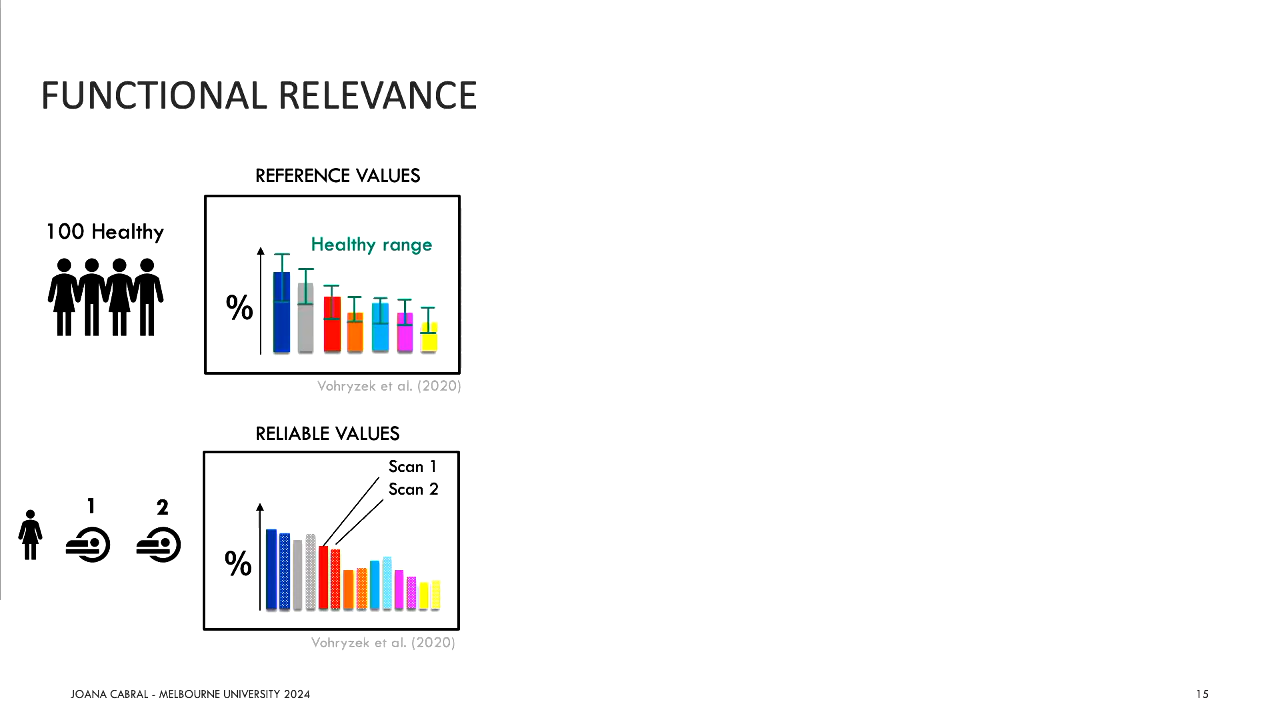 FUNCTIONAL RELEVANCE
REFERENCE VALUES
100 Healthy
Healthy range
%
Vohryzek et al. (2020)
RELIABLE VALUES
Scan 1
Scan 2
1 2
%
Vohryzek et al. (2020)
JOANA CABRAL - MELBOURNE UNIVERSITY 2024
15